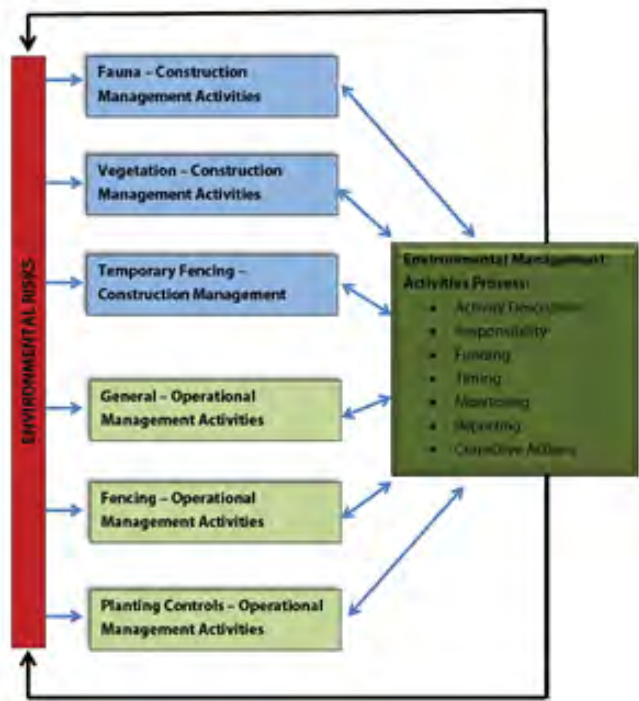 ENVIRONMENTAL RISKS
Fauna – Construction
Management Activities
Vegetation – Construction
Management Activities
Temporary Fencing –
Construction Management
General – Operational
Management Activities
Fencing – Operational
Management Activities
Planting Controls – Operational
Management Activities
Environmental Management
Activities Process:
• Activity Description
• Responsibility
• Funding
• Timing
• Monitoring
• Reporting
• Corrective Actions